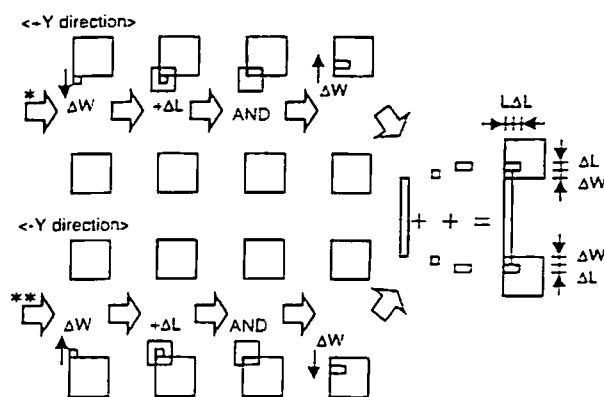 <+Y direction>
ΔW
ΔW
*
+ΔL
AND
LΔL
ΔL
ΔW
+ + =
<-Y direction>
ΔW
ΔL
**
ΔW
+ΔL
AND
ΔW